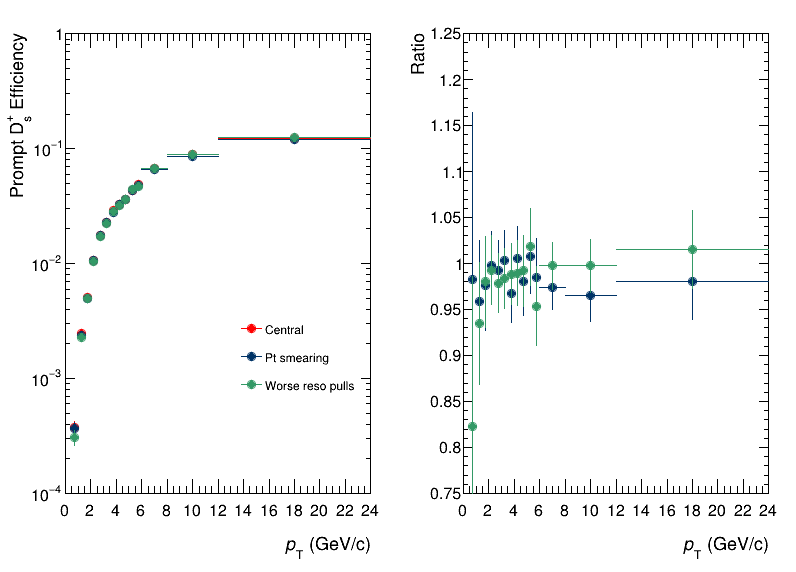 Prompt D_s^+ Efficiency
1
10^−1
10^−2
10^−3
10^−4
0 2 4 6 8 10 12 14 16 18 20 22 24
p_T (GeV/c)
Central
Pt smearing
Worse reso pulls
Ratio
1.25
1.2
1.15
1.1
1.05
1
0.95
0.9
0.85
0.8
0.75
0 2 4 6 8 10 12 14 16 18 20 22 24
p_T (GeV/c)